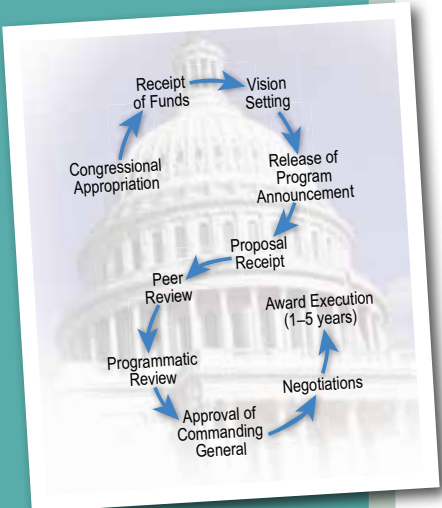 Congressional
Appropriation
Receipt
of Funds
Vision
Setting
Release of
Program
Announcement
Proposal
Receipt
Peer
Review
Programmatic
Review
Approval of
Commanding
General
Negotiations
Award Execution
(1–5 years)